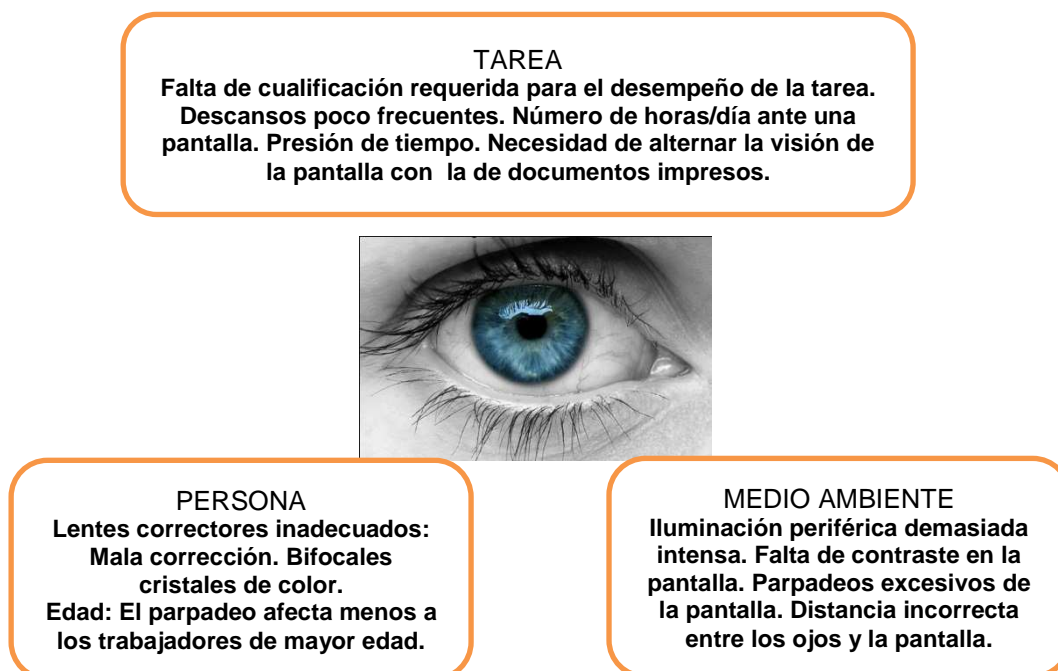 TAREA
Falta de cualificación requerida para el desempeño de la tarea.
Descansos poco frecuentes. Número de horas/día ante una
pantalla. Presión de tiempo. Necesidad de alternar la visión de
la pantalla con la de documentos impresos.
PERSONA
Lentes correctores inadecuados:
Mala corrección. Bifocales
cristales de color.
Edad: El parpadeo afecta menos a
los trabajadores de mayor edad.
MEDIO AMBIENTE
Iluminación periférica demasiada
intensa. Falta de contraste en la
pantalla. Parpadeos excesivos de
la pantalla. Distancia incorrecta
entre los ojos y la pantalla.